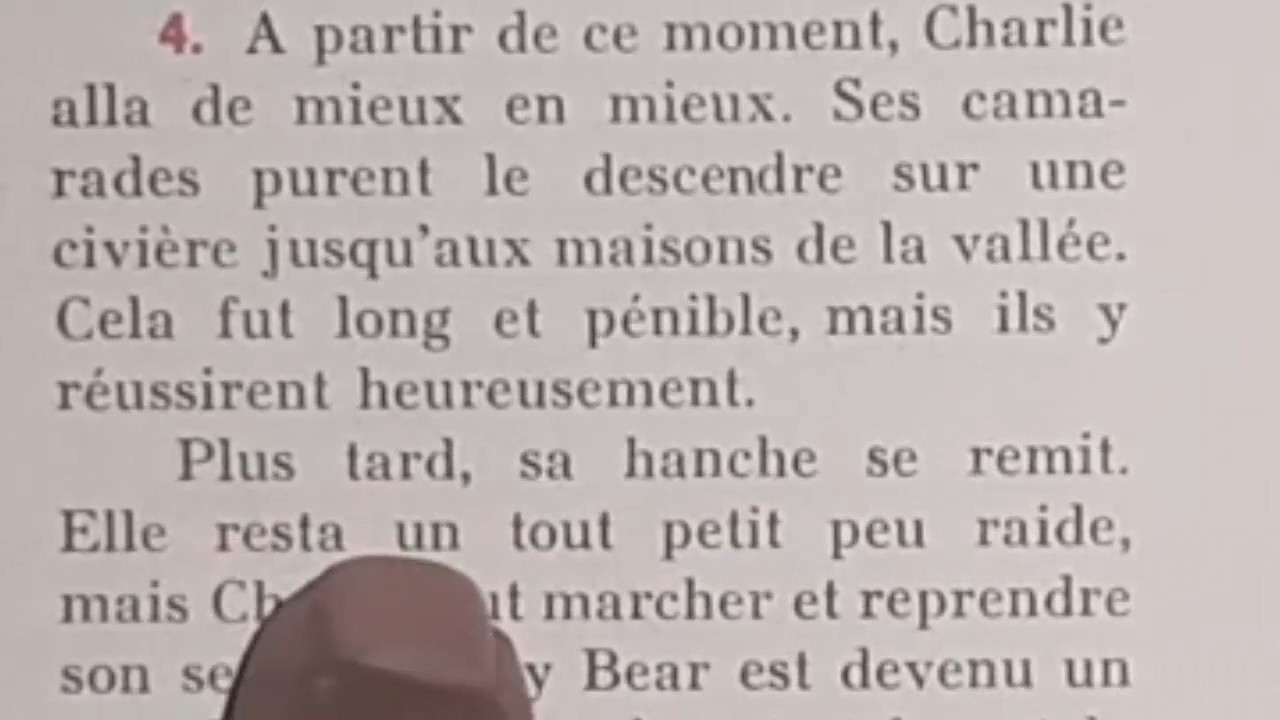 4. A partir de ce moment, Charlie
alla de mieux en mieux. Ses cama-
rades purent le descendre sur une
civière jusqu'aux maisons de la vallée.
Cela fut long et pénible, mais ils y
réussirent heureusement.
Plus tard, sa hanche se remit.
Elle resta un tout petit peu raide,
mais marcher et reprendre
son Bear est devenu un